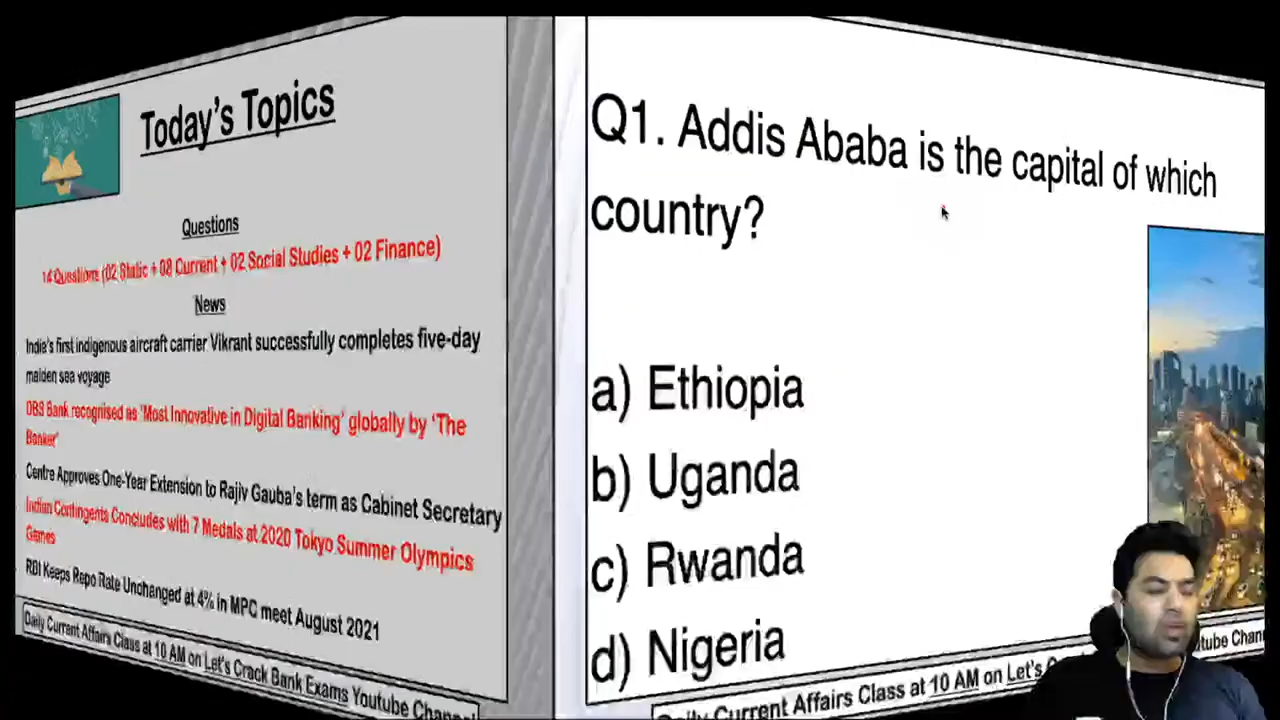 Today's Topics
Questions
14 Questions (02 Static + 08 Current + 02 Social Studies + 02 Finance)
News
India's first indigenous aircraft carrier Vikrant successfully completes five-day
maiden sea voyage
DBS Bank recognised as 'Most Innovative in Digital Banking' globally by 'The
Banker'
Centre Approves One-Year Extension to Rajiv Gauba's term as Cabinet Secretary
Indian Contingents Concludes with 7 Medals at 2020 Tokyo Summer Olympics
Games
RBI Keeps Repo Rate Unchanged at 4% in MPC meet August 2021
Daily Current Affairs Class at 10 AM on Let's Crack Bank Exams Youtube Channel
Q1. Addis Ababa is the capital of which
country?
a) Ethiopia
b) Uganda
c) Rwanda
d) Nigeria
Daily Current Affairs Class at 10 AM on Let's